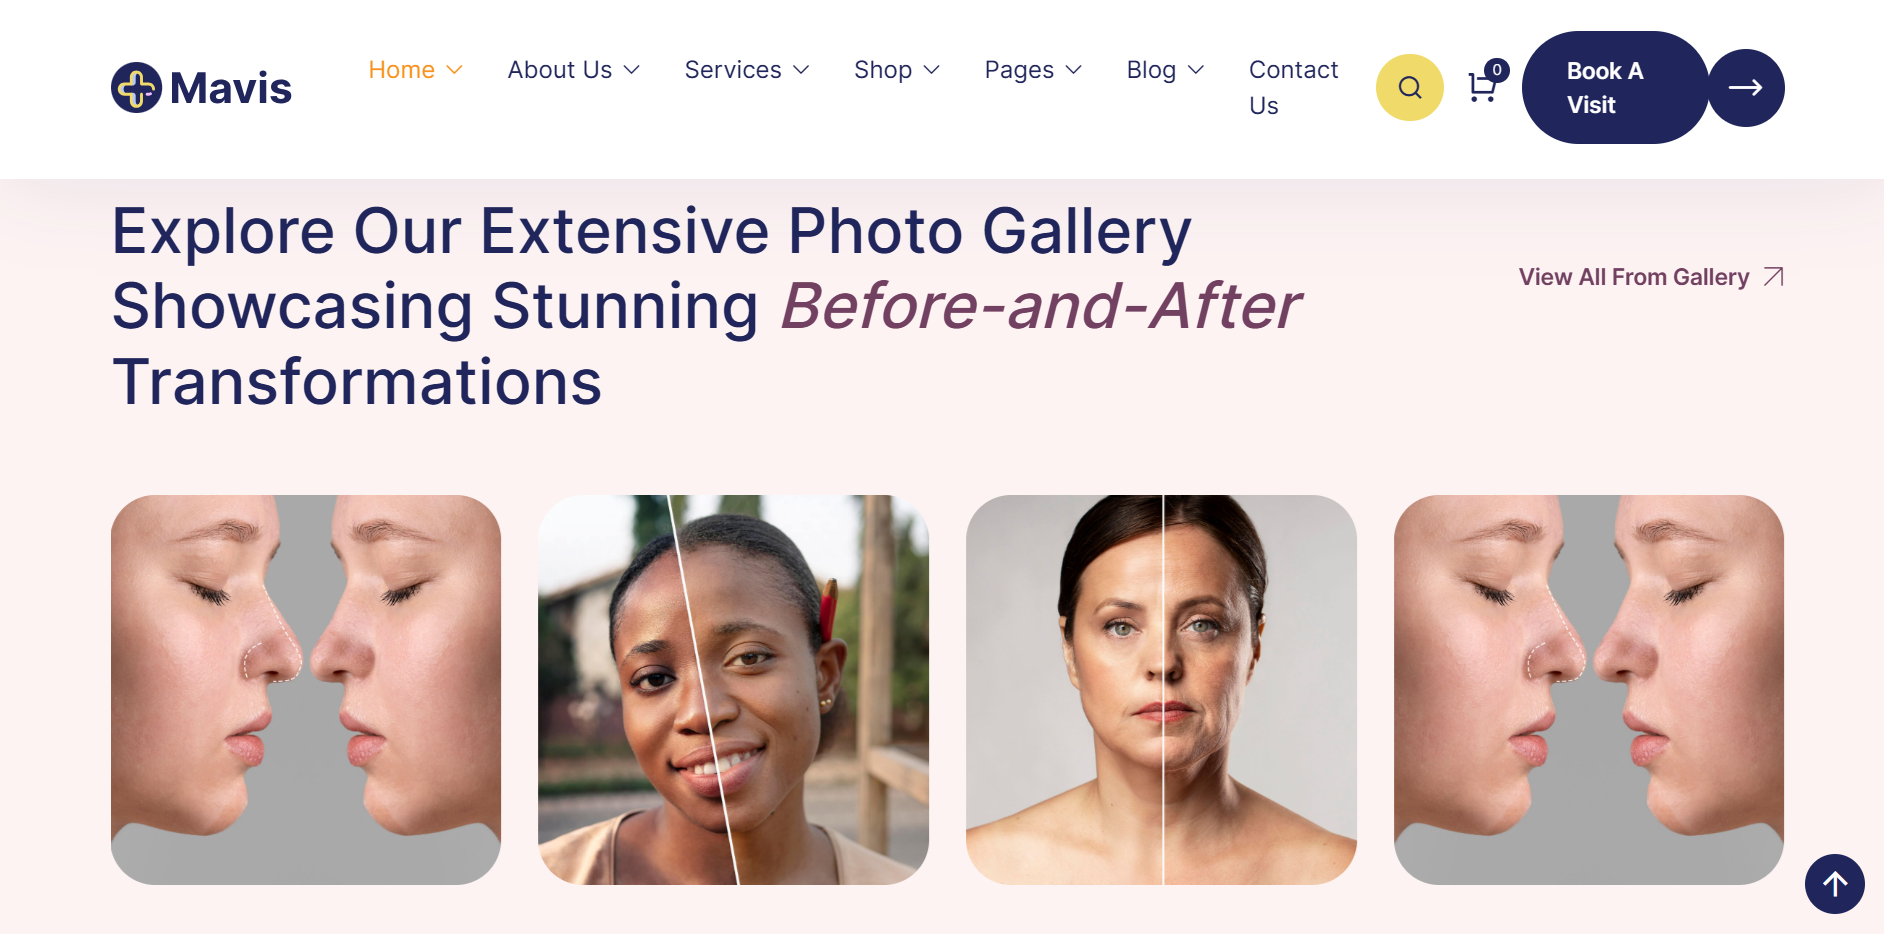 Mavis
Home
About Us
Services
Shop
Pages
Blog
Contact
Us
0
Book A
Visit
Explore Our Extensive Photo Gallery
Showcasing Stunning Before-and-After
Transformations
View All From Gallery